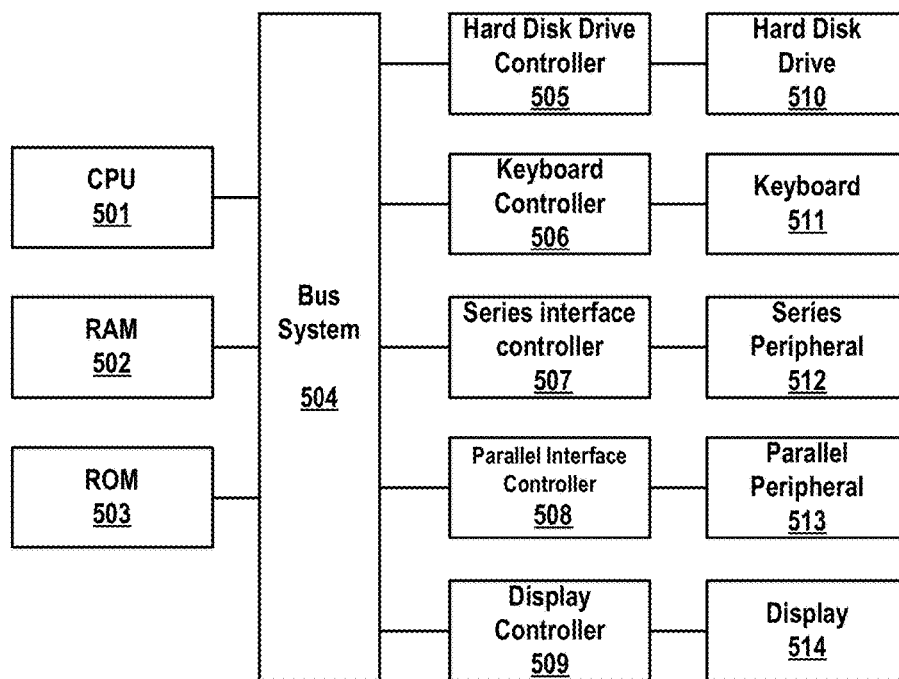 CPU
501
RAM
502
ROM
503
Bus
System
504
Hard Disk Drive
Controller
505
Hard Disk
Drive
510
Keyboard
Controller
506
Keyboard
511
Series interface
controller
507
Series
Peripheral
512
Parallel Interface
Controller
508
Parallel
Peripheral
513
Display
Controller
509
Display
514